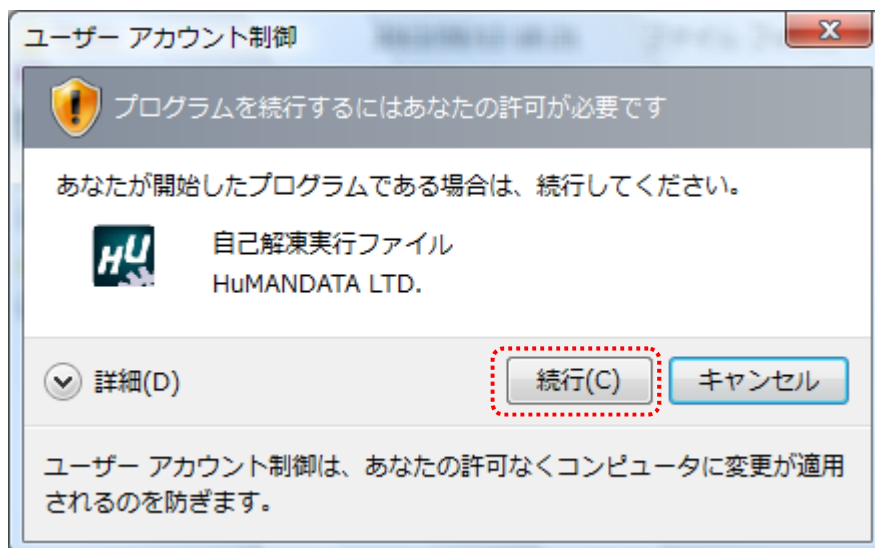 ユーザー アカウント制御
プログラムを続行するにはあなたの許可が必要です
あなたが開始したプログラムである場合は、続行してください。
HU
自己解凍実行ファイル
HuMANDATA LTD.
詳細(D)
続行(C)
キャンセル
ユーザー アカウント制御は、あなたの許可なくコンピュータに変更が適用
されるのを防ぎます。